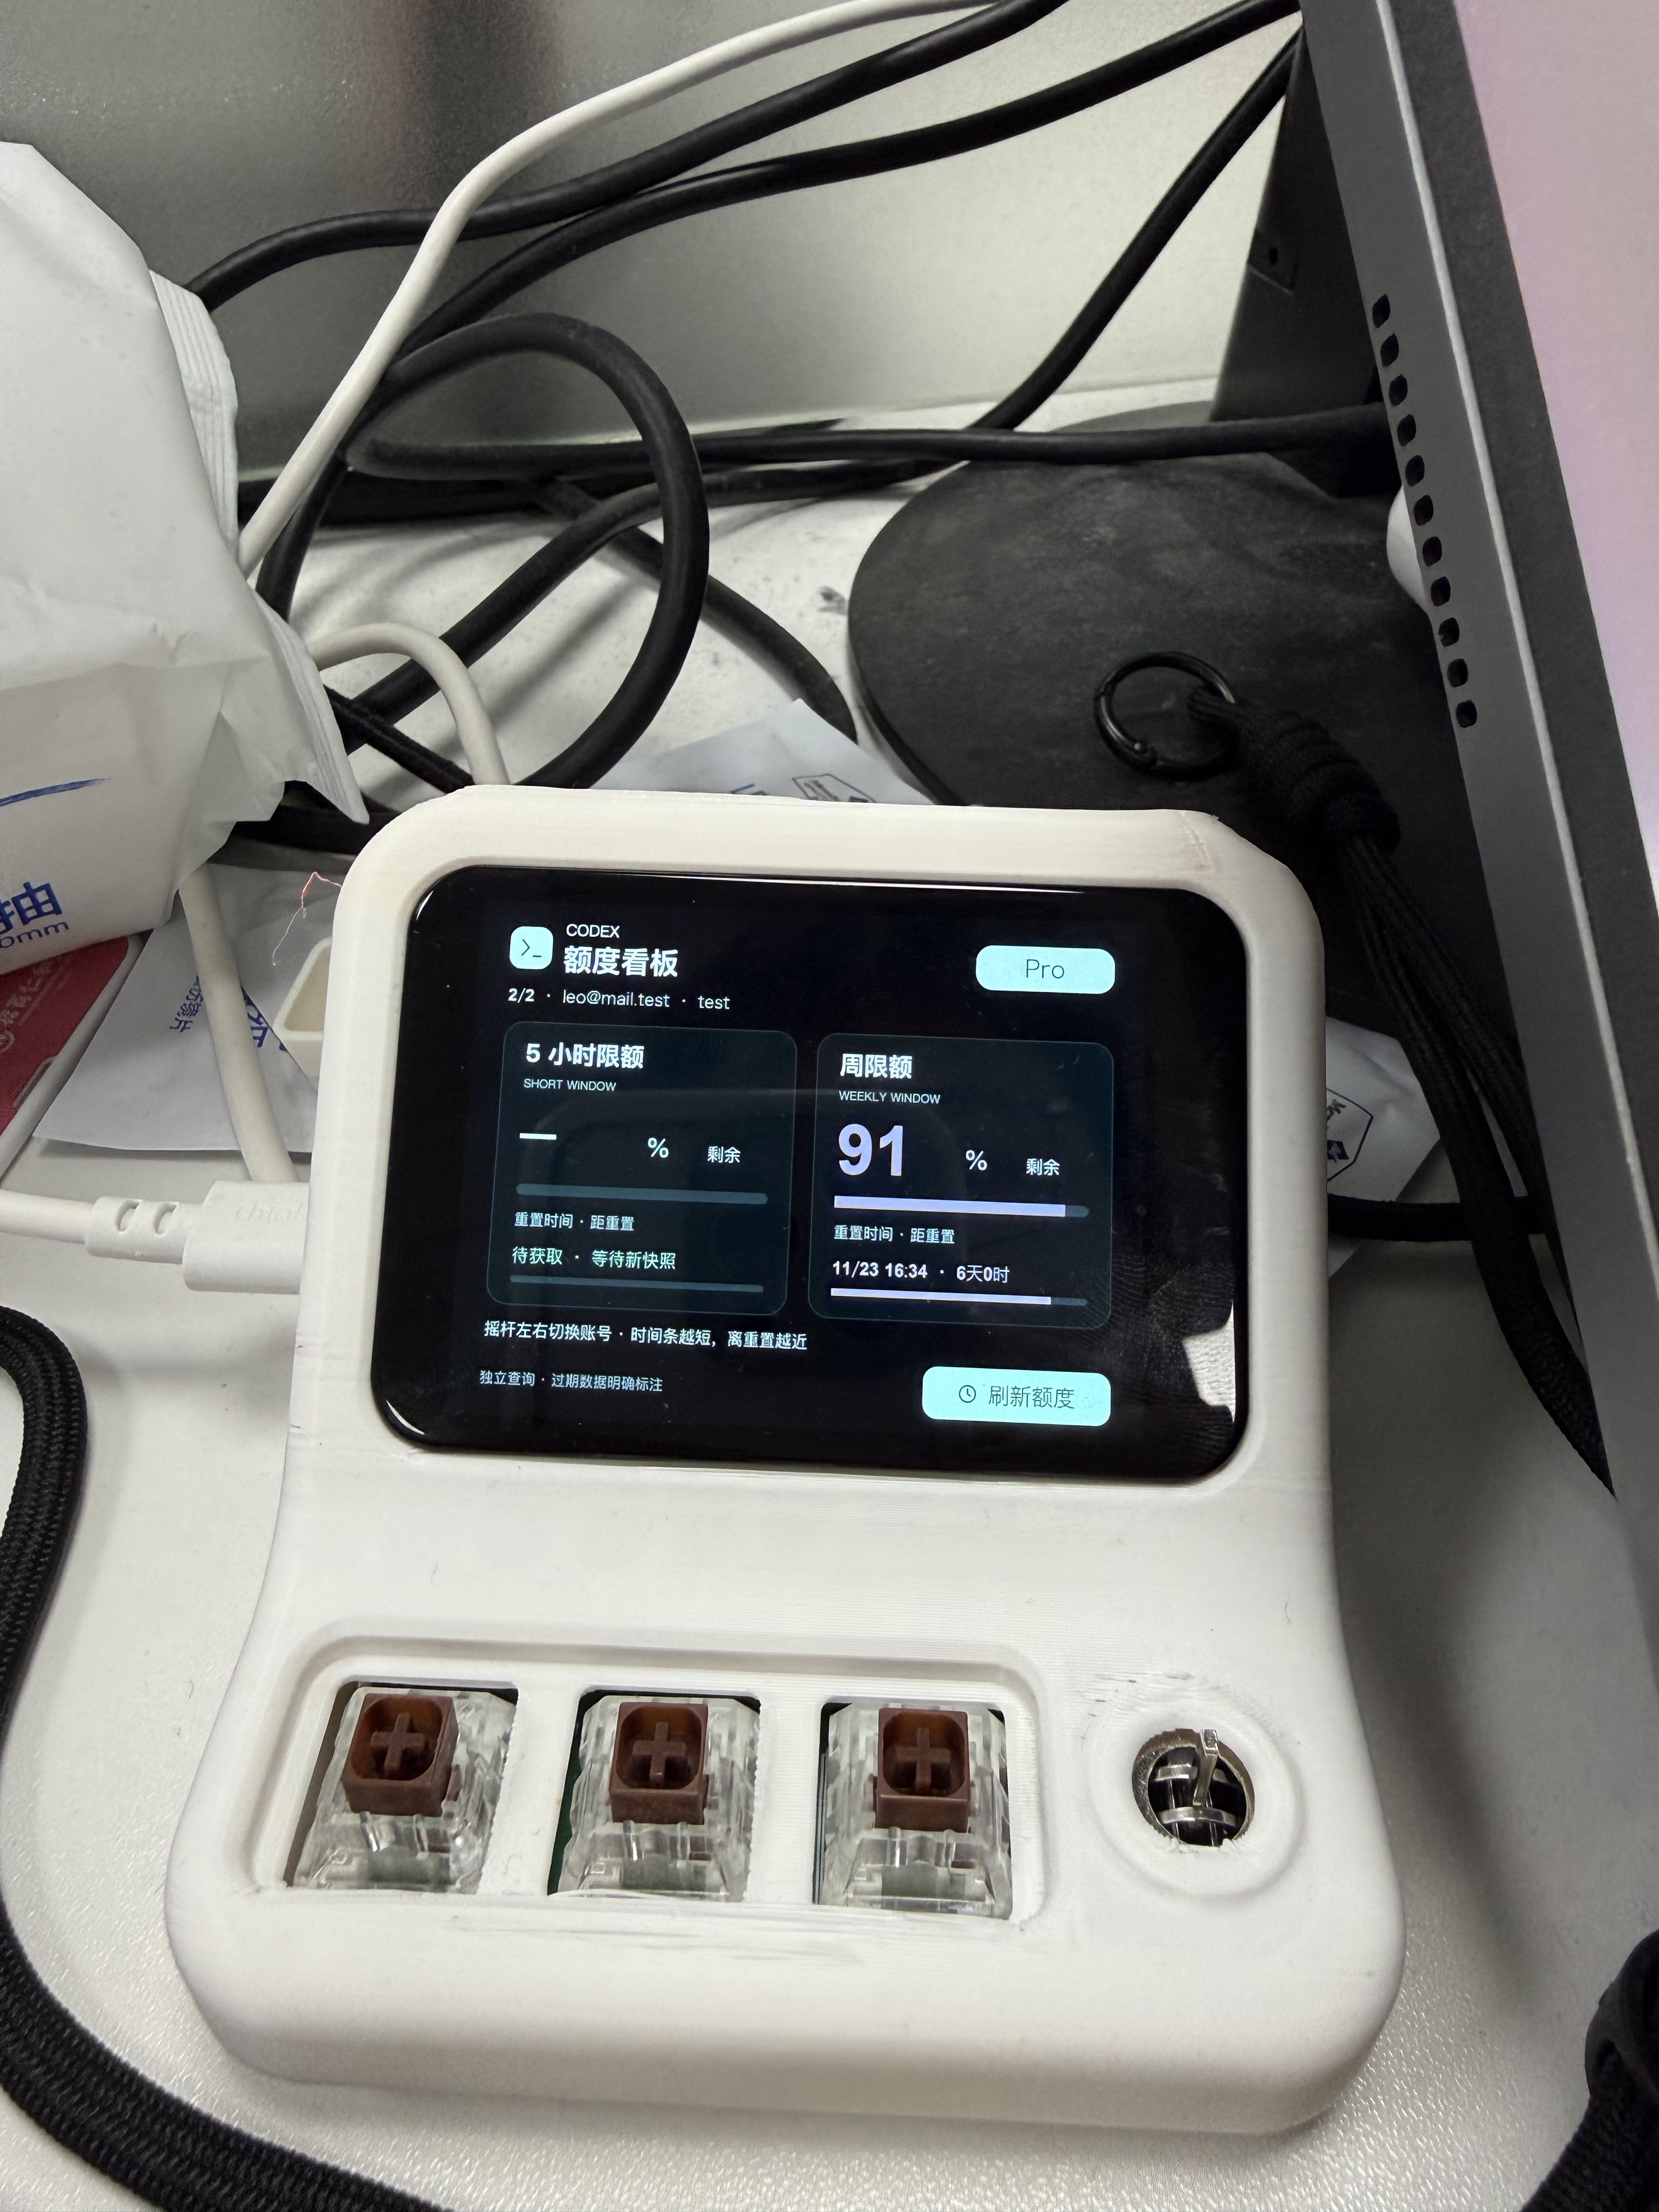 CODEX
额度看板
Pro
2/2 · leo@mail.test · test
5 小时限额
SHORT WINDOW
— % 剩余
重置时间 · 距重置
待获取 · 等待新快照
周限额
WEEKLY WINDOW
91 % 剩余
重置时间 · 距重置
11/23 16:34 · 6天0时
摇杆左右切换账号 · 时间条越短，离重置越近
独立查询 · 过期数据明确标注
刷新额度
抽
0mm